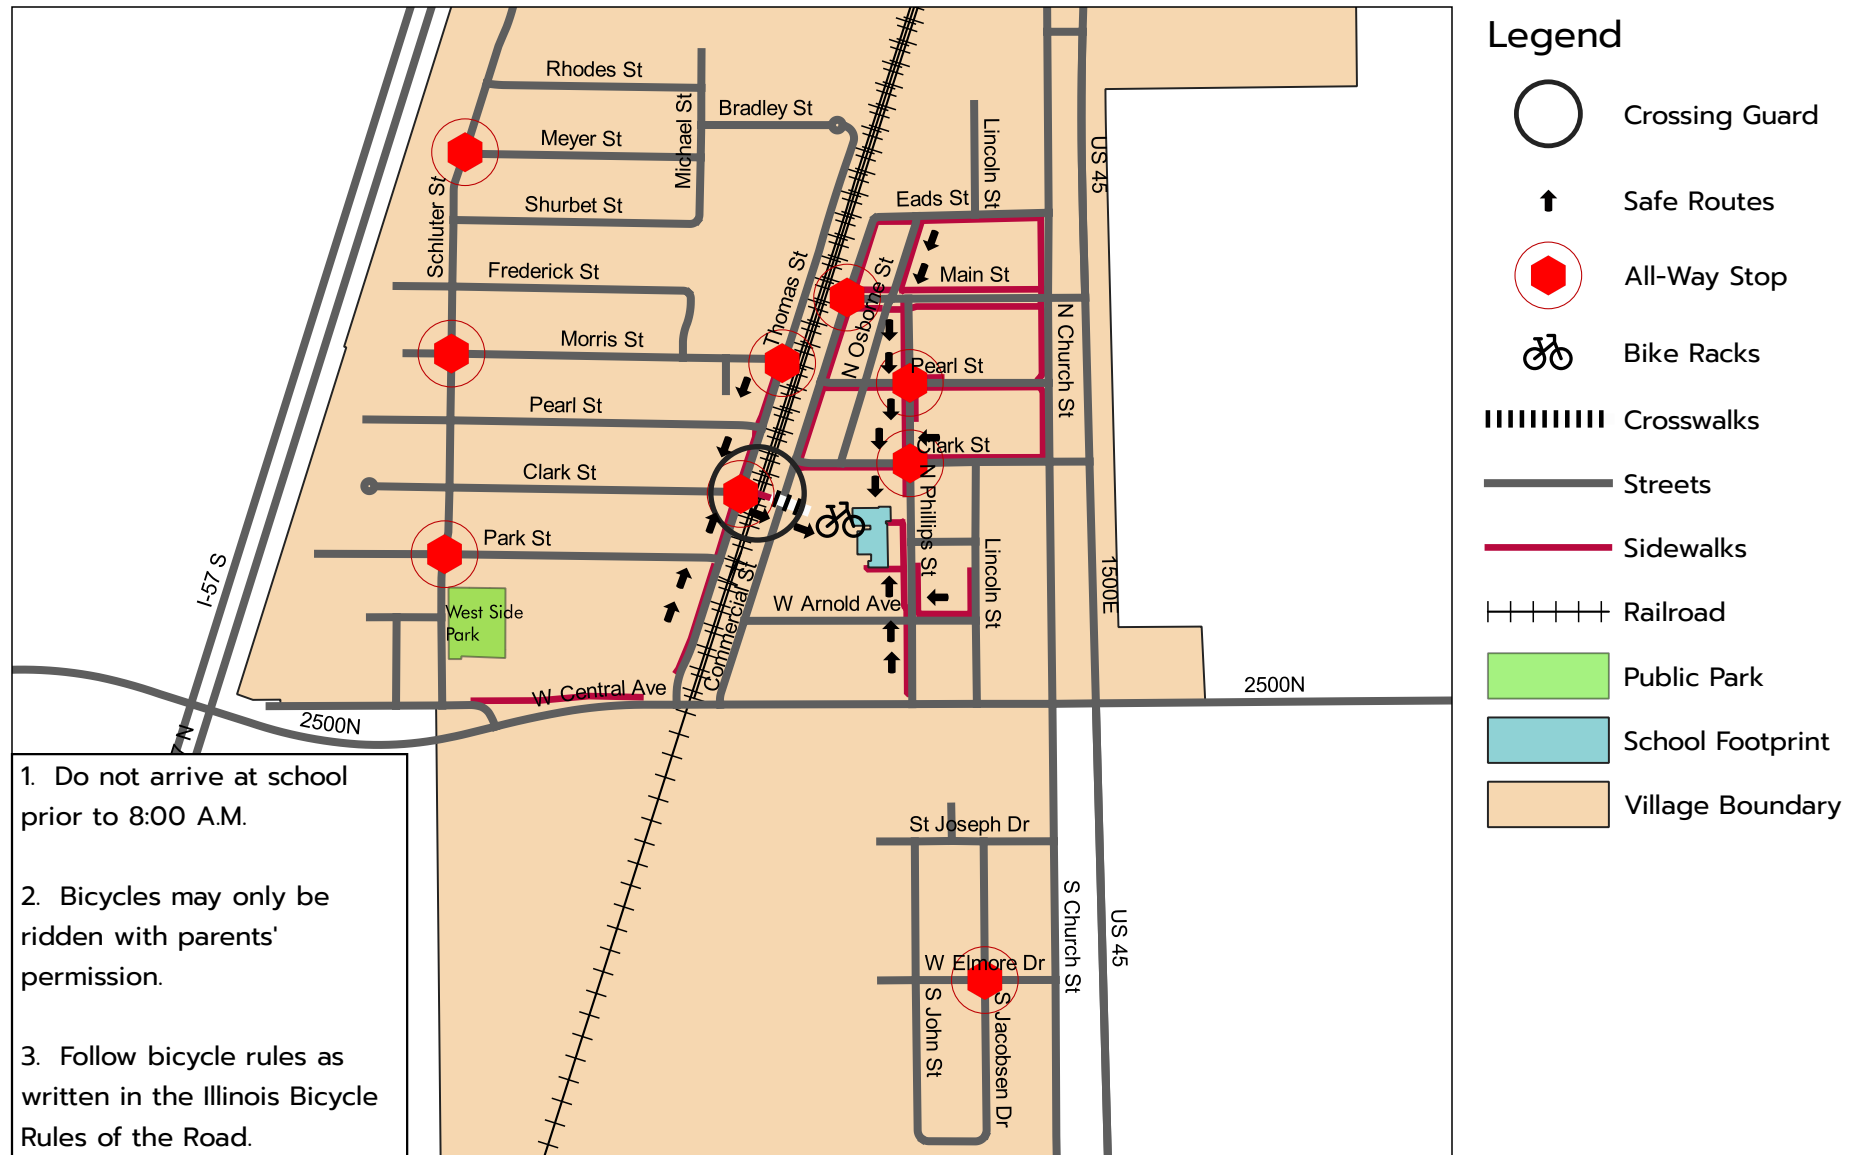 Legend
Crossing Guard
Safe Routes
All-Way Stop
Bike Racks
Crosswalks
Streets
Sidewalks
Railroad
Public Park
School Footprint
Village Boundary
Rhodes St
Michael St
Bradley St
Meyer St
Lincoln St
US 45
Schluter St
Shurbet St
Eads St
Frederick St
Thomas St
N Osborne St
Main St
Morris St
N Church St
Pearl St
Pearl St
Clark St
Clark St
N Phillips St
Park St
I-57 S
Commercial St
Lincoln St
1500E
West Side
Park
W Arnold Ave
W Central Ave
2500N
2500N
7 N
1. Do not arrive at school
prior to 8:00 A.M.
2. Bicycles may only be
ridden with parents'
permission.
3. Follow bicycle rules as
written in the Illinois Bicycle
Rules of the Road.
St Joseph Dr
S Church St
US 45
W Elmore Dr
S John St
S Jacobsen Dr